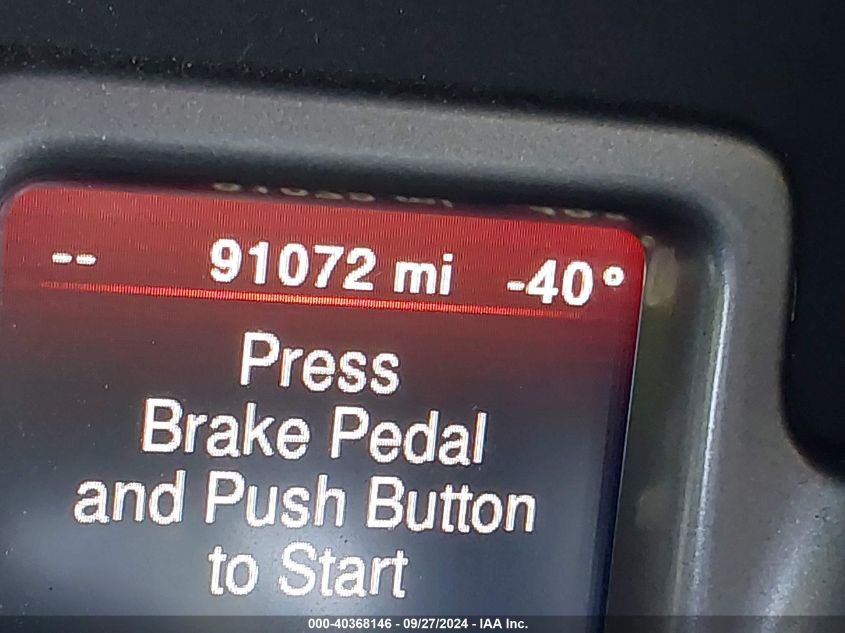 -- 91072 mi -40°
Press
Brake Pedal
and Push Button
to Start
000-40368146 - 09/27/2024 - IAA Inc.